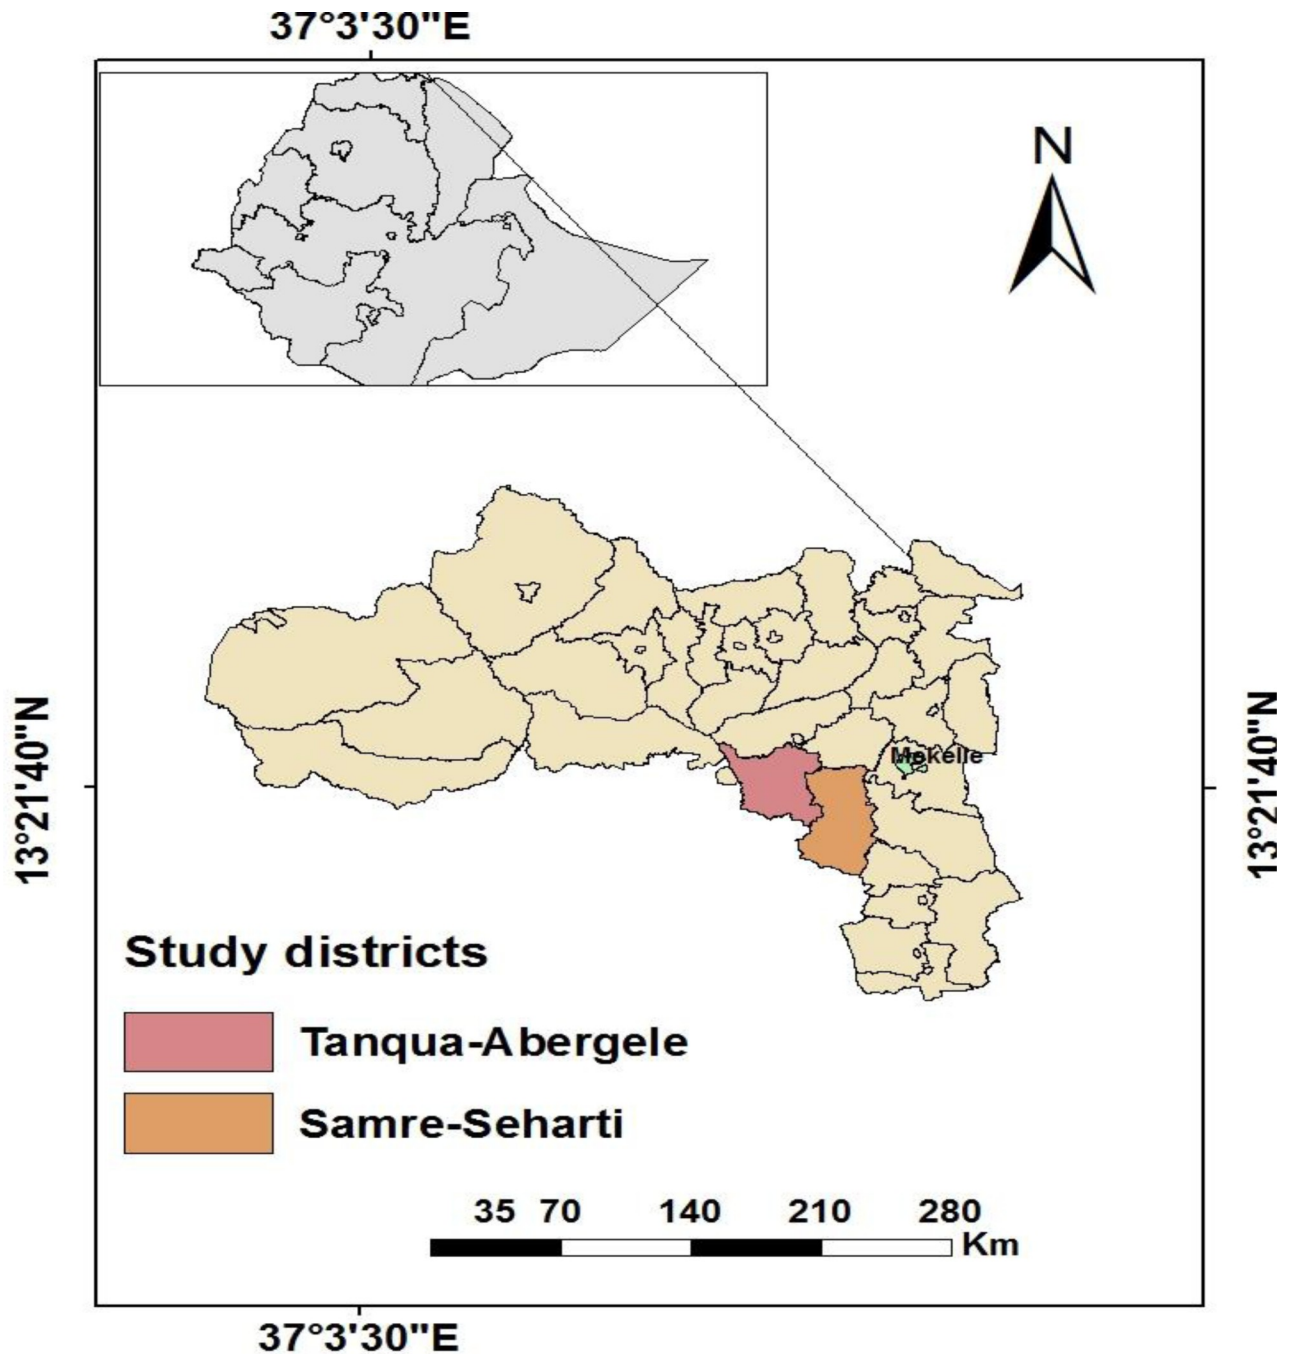 37°3'30"E
N
13°21'40"N
13°21'40"N
Mekelle
Study districts
Tanqua-Abergele
Samre-Seharti
35 70 140 210 280
Km
37°3'30"E